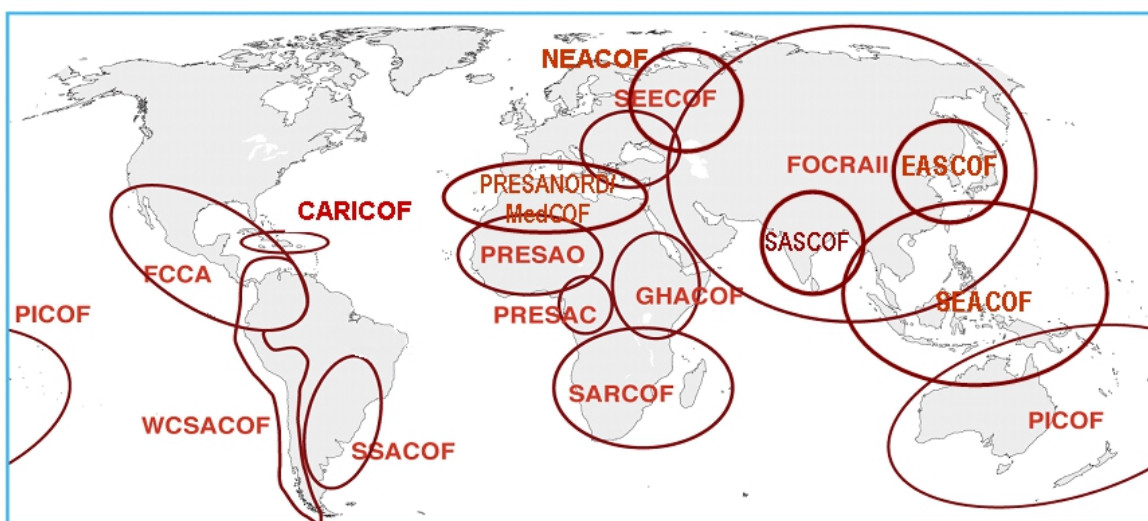 NEACOF
SEECOF
FOCRAII
EASCOF
PRESANORD/
MedCOF
CARICOF
SASCOF
PRESAO
FCCA
GHACOF
SEACOF
PICOF
PRESAC
SARCOF
WCSACOF
SSACOF
PICOF